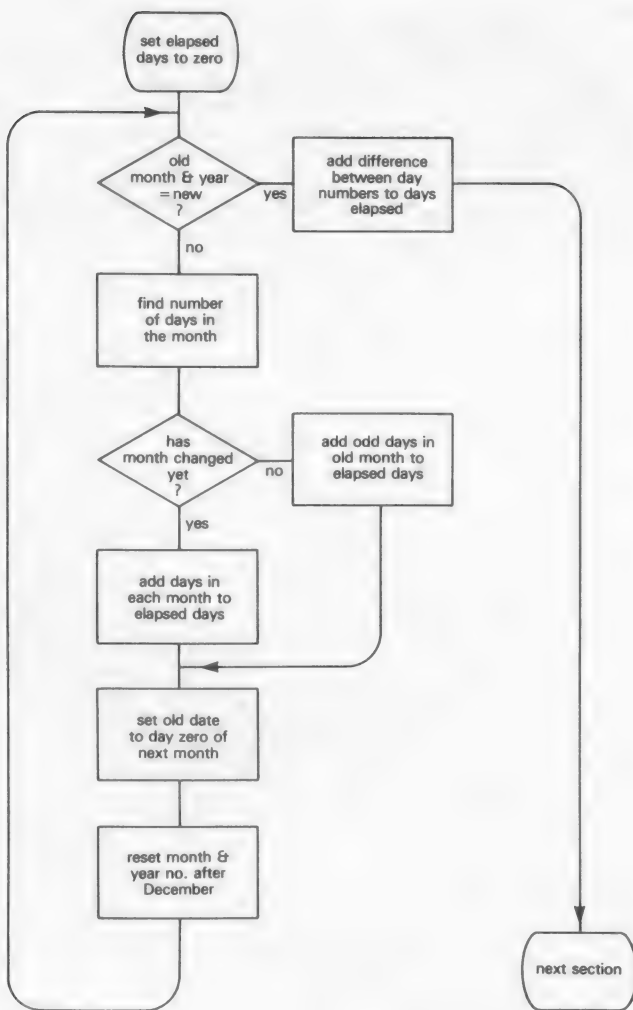 set elapsed
days to zero
old
month & year
= new
?
yes
add difference
between day
numbers to days
elapsed
no
find number
of days in
the month
has
month changed
yet
?
no
add odd days in
old month to
elapsed days
yes
add days in
each month to
elapsed days
set old date
to day zero of
next month
reset month &
year no. after
December
next section